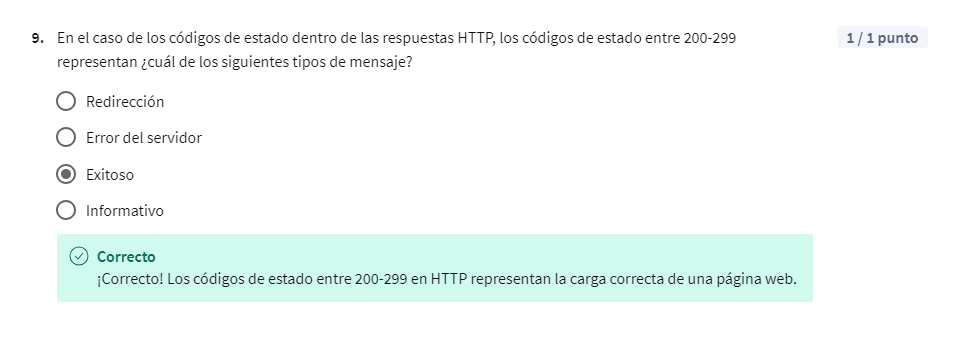 9. En el caso de los códigos de estado dentro de las respuestas HTTP, los códigos de estado entre 200-299
1 / 1 punto
representan ¿cuál de los siguientes tipos de mensaje?
Redirección
Error del servidor
Exitoso
Informativo
Correcto
¡Correcto! Los códigos de estado entre 200-299 en HTTP representan la carga correcta de una página web.